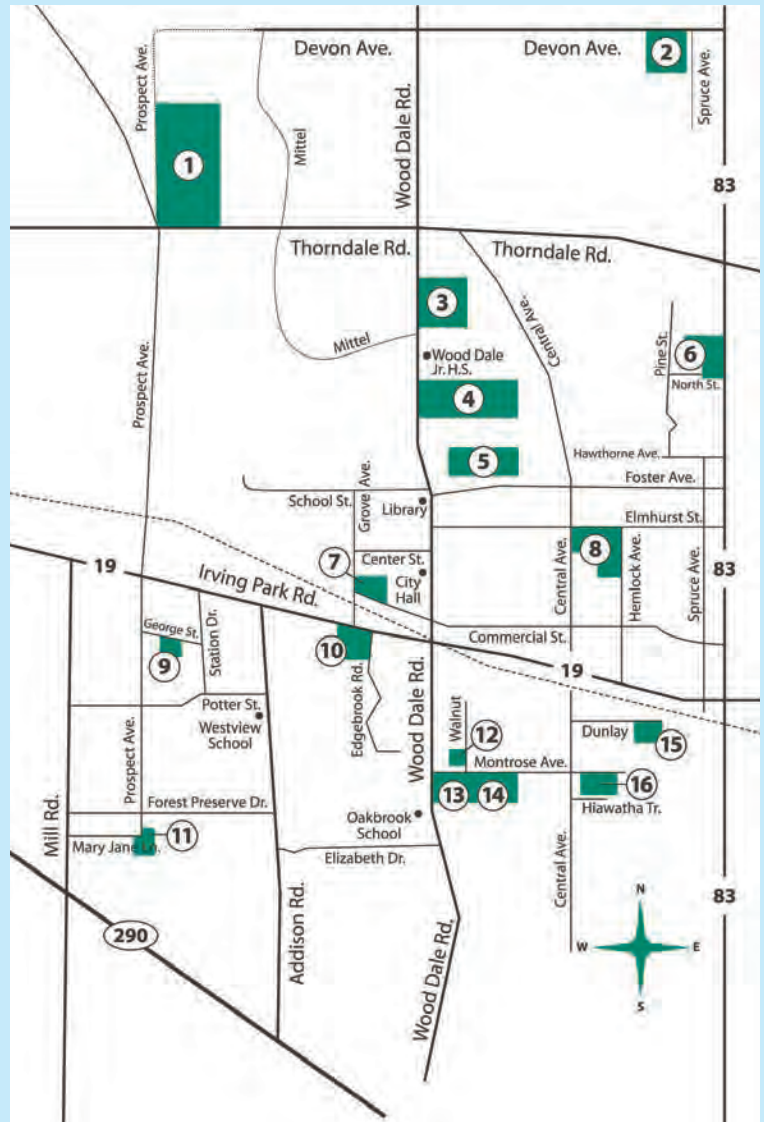 Devon Ave.
Devon Ave.
2
Prospect Ave.
Wood Dale Rd.
Spruce Ave.
Mittel
1
83
Thorndale Rd.
Thorndale Rd.
3
Central Ave.
Mittel
Wood Dale
Jr. H.S.
6
Pine St.
North St.
Prospect Ave.
4
5
Hawthorne Ave.
Foster Ave.
School St.
Grove Ave.
Library
Elmhurst St.
19
Irving Park Rd.
7
Center St.
City
Hall
Central Ave.
8
Hemlock Ave.
Spruce Ave.
83
George St.
9
Station Dr.
10
Commercial St.
19
Edgebrook Rd.
Wood Dale Rd.
Potter St.
Westview
School
Walnut
12
Dunlay
15
Montrose Ave.
Prospect Ave.
Forest Preserve Dr.
13
14
16
Hiawatha Tr.
Mill Rd.
11
Mary Jane Ln.
Oakbrook
School
Elizabeth Dr.
Central Ave.
83
290
Addison Rd.
Wood Dale Rd.
N
W
E
S